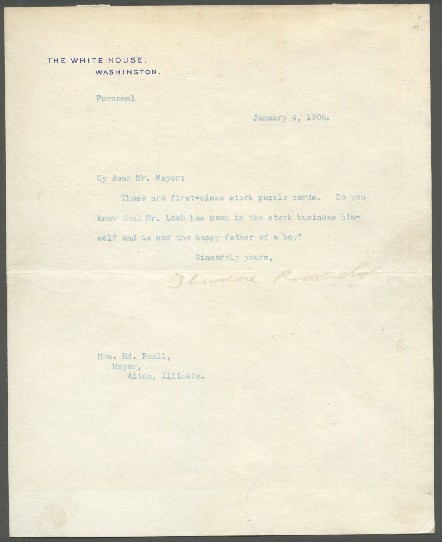 THE WHITE HOUSE.
WASHINGTON.
Personal
January 4, 1906.
My dear Mr. Mayor:
Those are first-class stork puzzle cards. Do you
know that Mr. Loeb has been in the stork business him-
self and is now the happy father of a boy?
Sincerely yours,
Theodore Roosevelt
Hon. Ed.
Mayor,
Alton, Illinois.